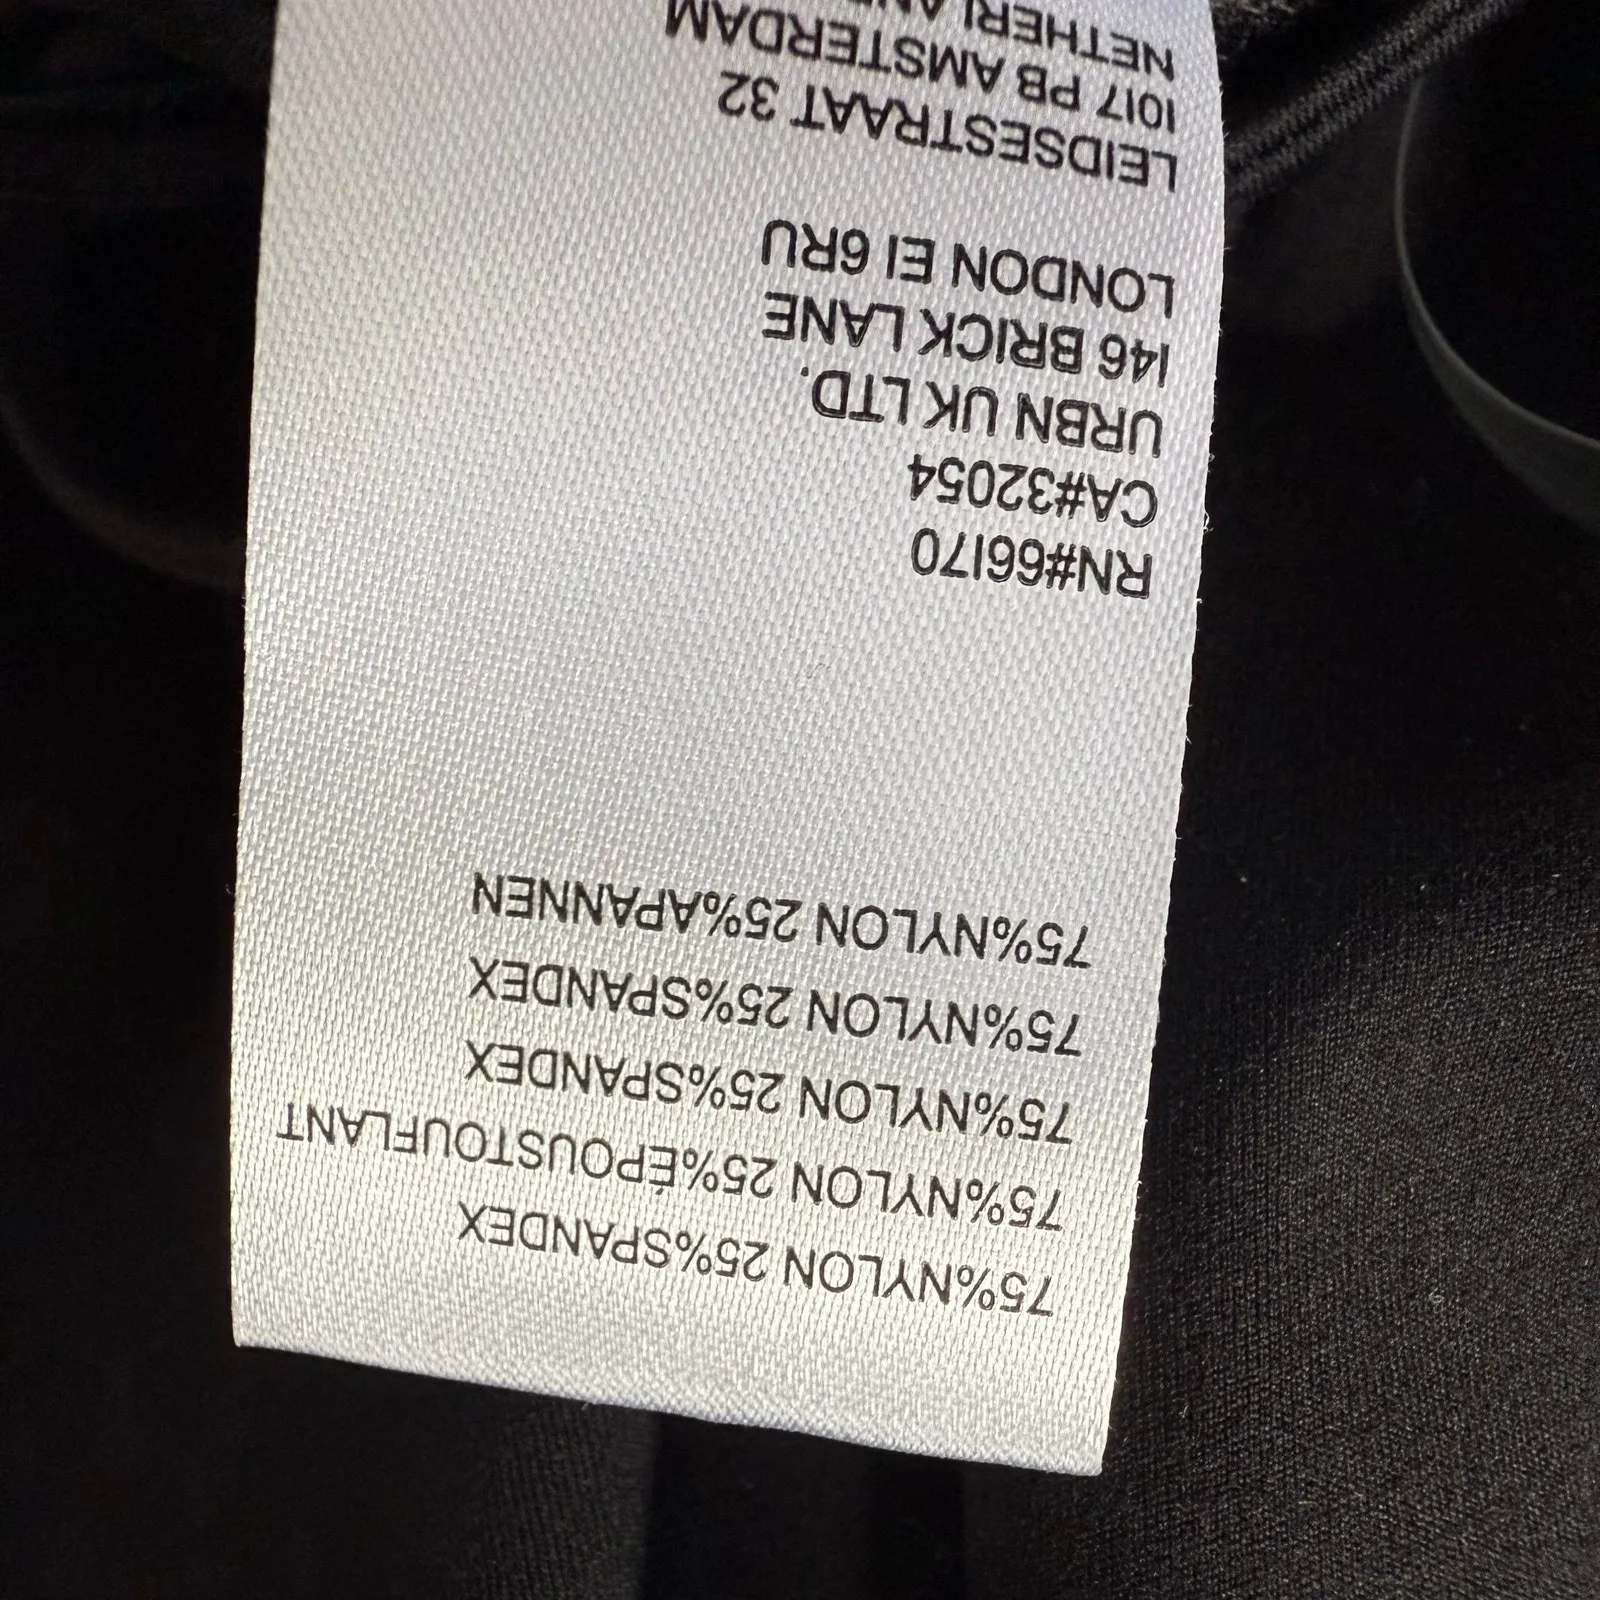 75%NYLON 25%SPANDEX
75%NYLON 25%ÉPOUSTOUFLANT
75%NYLON 25%SPANDEX
75%NYLON 25%SPANDEX
75%NYLON 25%APANNEN
RN#66170
CA#32054
URBN UK LTD.
146 BRICK LANE
LONDON E1 6RU
LEIDSESTRAAT 32
1017 PB AMSTERDAM
NETHERLAND